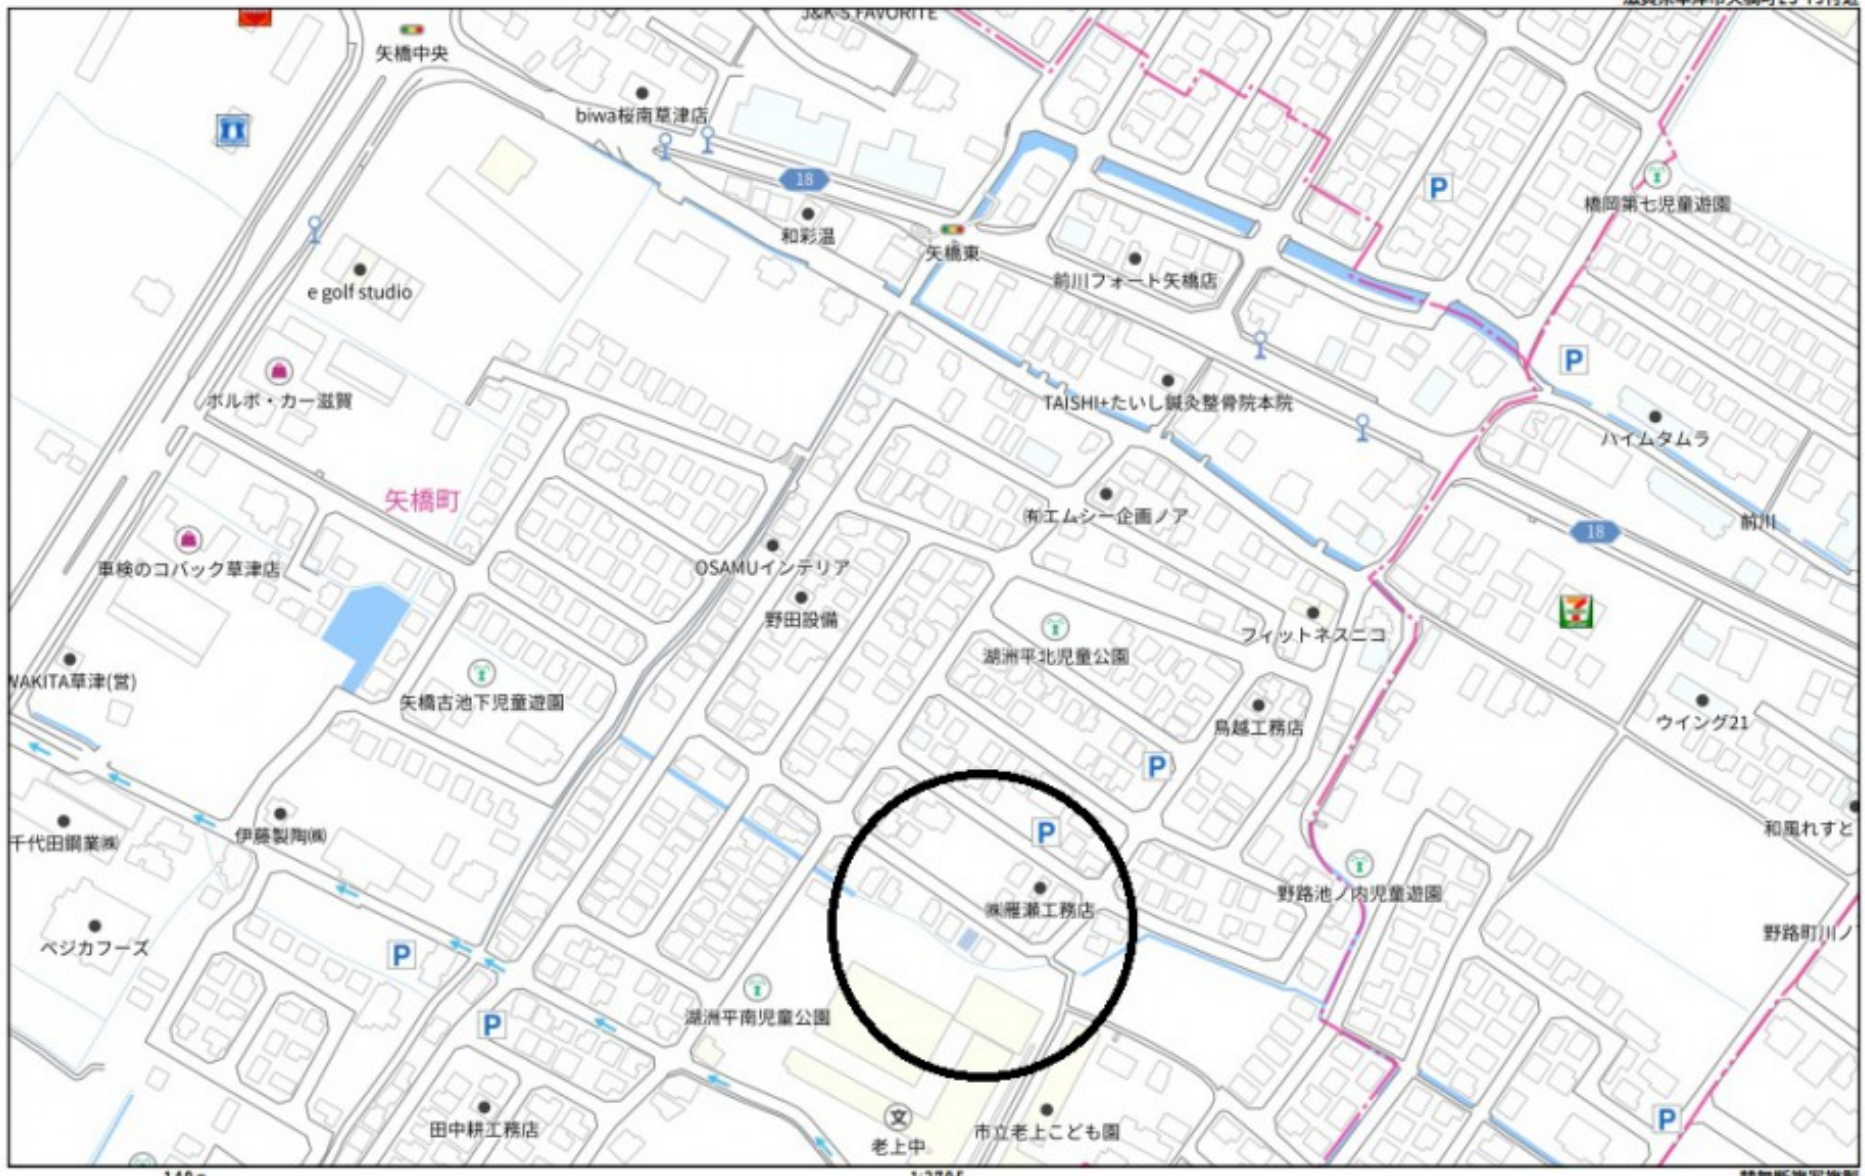 J&K'S FAVORITE
矢橋中央
biwa桜南草津店
18
橋岡第七児童遊園
和彩温
矢橋東
前川フォート矢橋店
e golf studio
ボルボ・カー滋賀
TAISHI+たいし鍼灸整骨院本院
ハイムタムラ
矢橋町
㈲エムシー企画ノア
前川
18
車検のコバック草津店
OSAMUインテリア
野田設備
フィットネスニコ
湖洲平北児童公園
WAKITA草津(営)
矢橋古池下児童遊園
鳥越工務店
ウイング21
伊藤製陶㈱
千代田鋼業㈱
和風れすと
野路池ノ内児童遊園
㈱雁瀬工務店
ベジカフーズ
野路町川ノ
湖洲平南児童公園
田中耕工務店
文
老上中
市立老上こども園
P
P
P
P
P
P
P